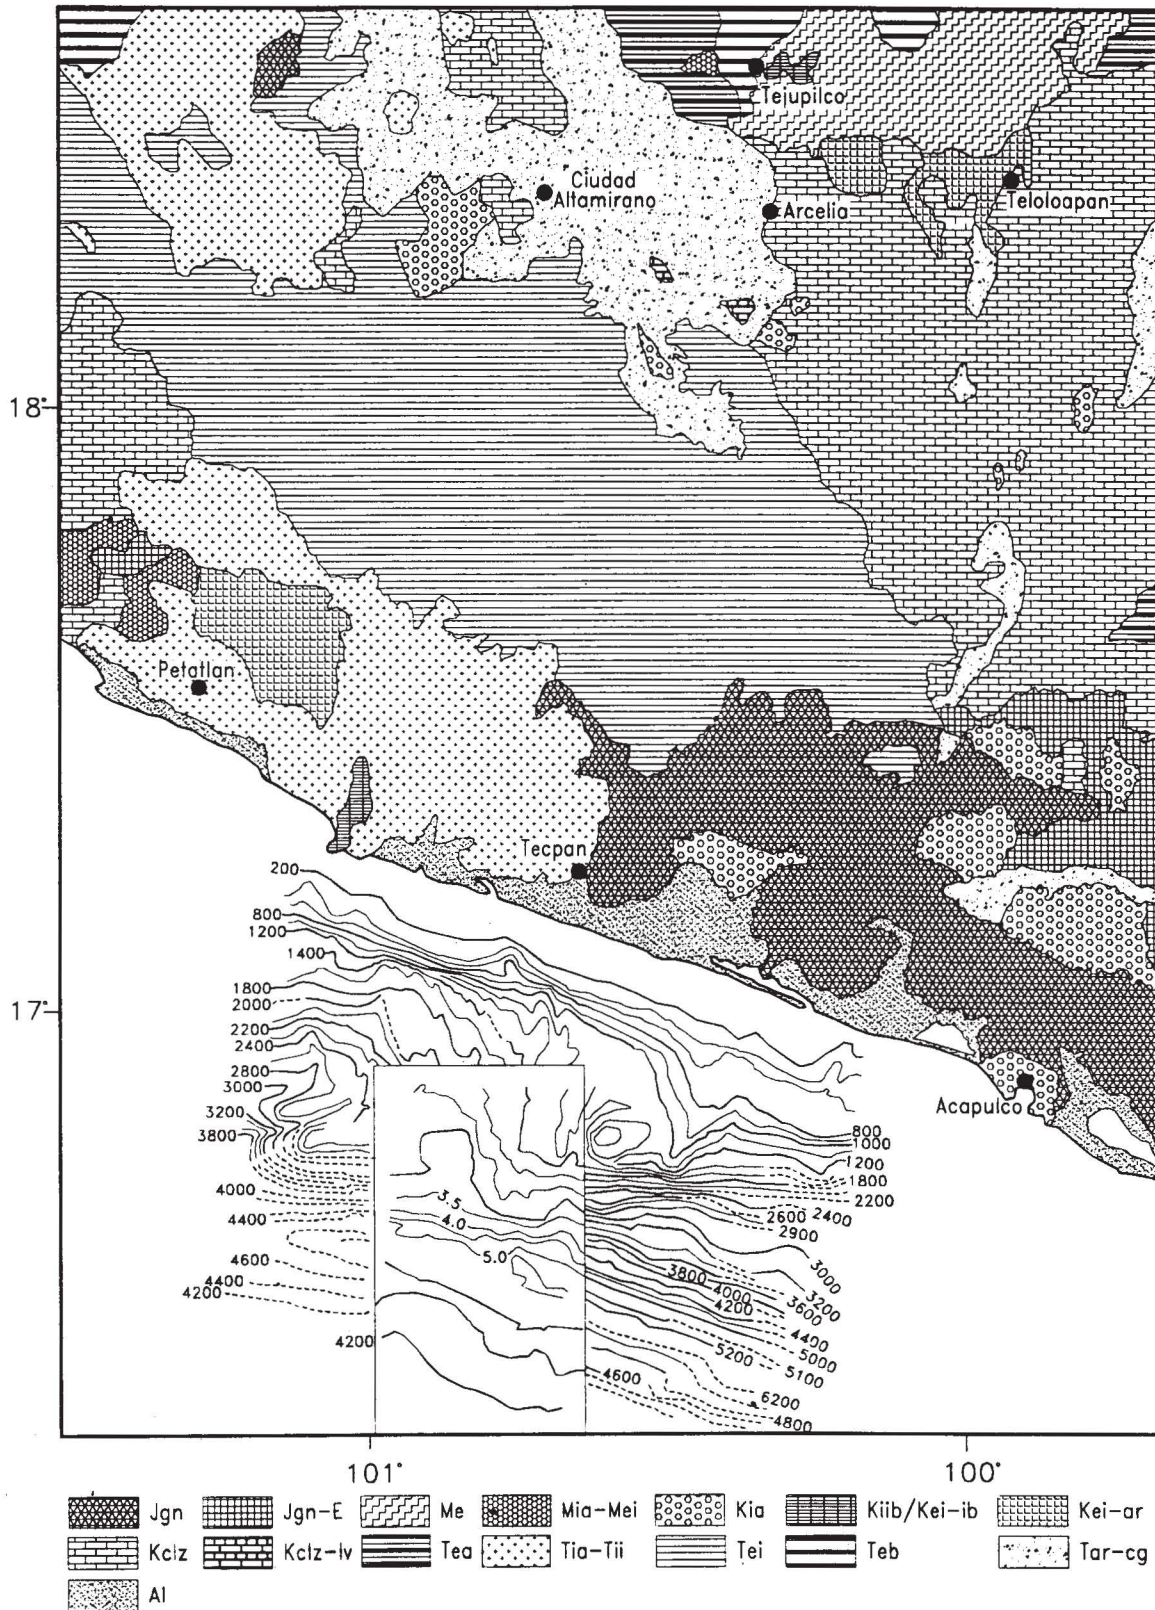 Tejupilco
Ciudad
Altamirano
Arcelia
Teloloapan
18°
Petatlan
Tecpan
200
800
1200
1400
17°
1800
2000
2200
2400
2800
3000
3200
3800
4000
4400
4600
4400
4200
4200
3.5
4.0
5.0
Acapulco
800
1000
1200
1800
2200
2400
2600
2900
3000
3200
3600
3800
4000
4200
4400
5000
5100
5200
4600
6200
4800
101°
100°
Jgn
Jgn-E
Me
Mia-Mei
Kia
Kiib/Kei-ib
Kei-ar
Kclz
Kclz-lv
Tea
Tia-Tii
Tei
Teb
Tar-cg
Al